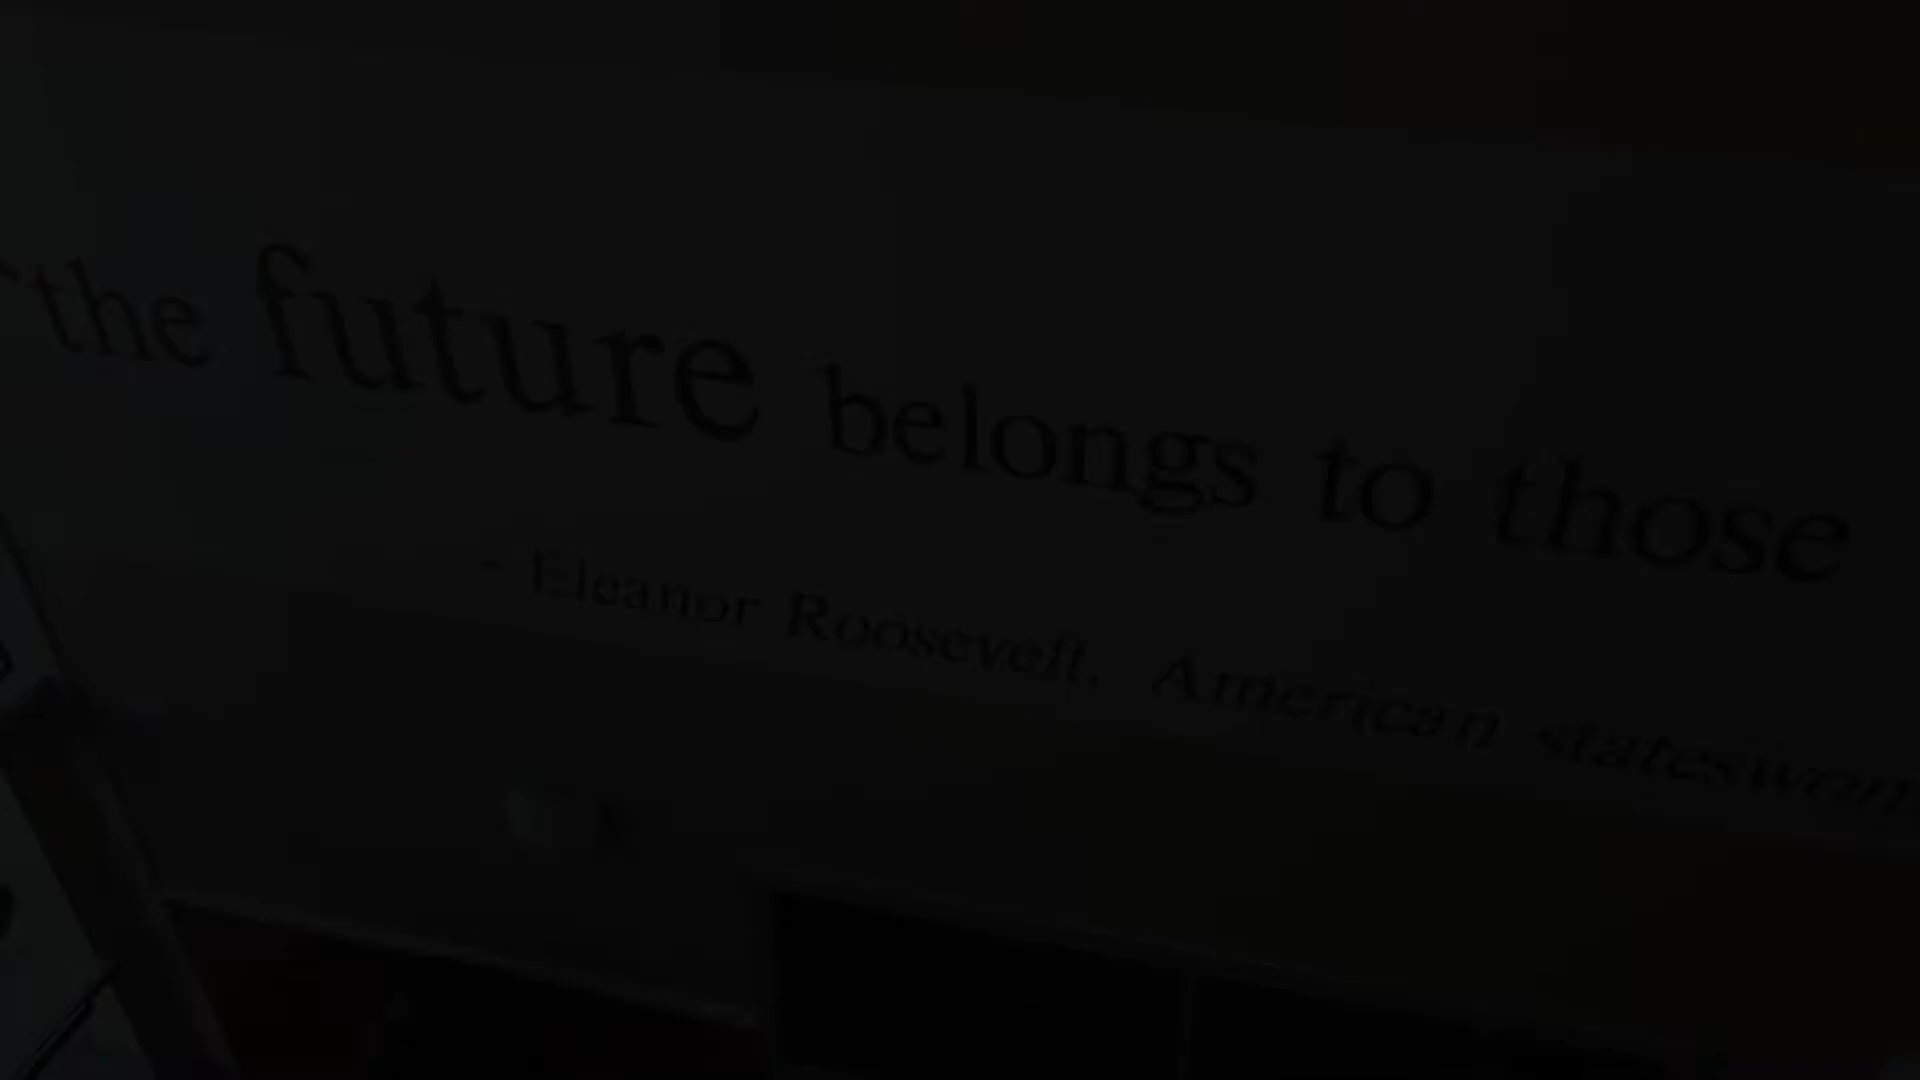 the future belongs to those
- Eleanor Roosevelt, American